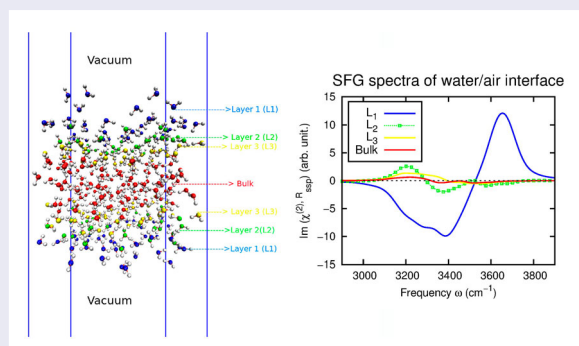 Vacuum
Layer 1 (L1)
Layer 2 (L2)
Layer 3 (L3)
Bulk
Layer 3 (L3)
Layer 2(L2)
Layer 1 (L1)
Vacuum
SFG spectra of water/air interface
L₁
L₂
L₃
Bulk
15
10
5
0
-5
-10
-15
Im (χ⁽²⁾, ᴿ ssp) (arb. unit.)
3000 3200 3400 3600 3800
Frequency ω (cm⁻¹)